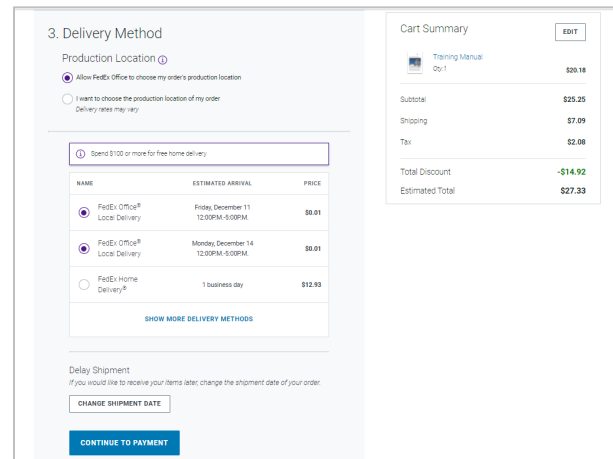 3. Delivery Method
Production Location
Allow FedEx Office to choose my order's production location
I want to choose the production location of my order
Delivery rates may vary
Spend $100 or more for free home delivery
NAME ESTIMATED ARRIVAL PRICE
FedEx Office® Friday, December 11 $0.01
Local Delivery 12:00P.M.-5:00P.M.
FedEx Office® Monday, December 14 $0.01
Local Delivery 12:00P.M.-5:00P.M.
FedEx Home 1 business day $12.93
Delivery®
SHOW MORE DELIVERY METHODS
Delay Shipment
If you would like to receive your items later, change the shipment date of your order.
CHANGE SHIPMENT DATE
CONTINUE TO PAYMENT
Cart Summary EDIT
Training Manual
Qty:1 $20.18
Subtotal $25.25
Shipping $7.09
Tax $2.08
Total Discount -$14.92
Estimated Total $27.33